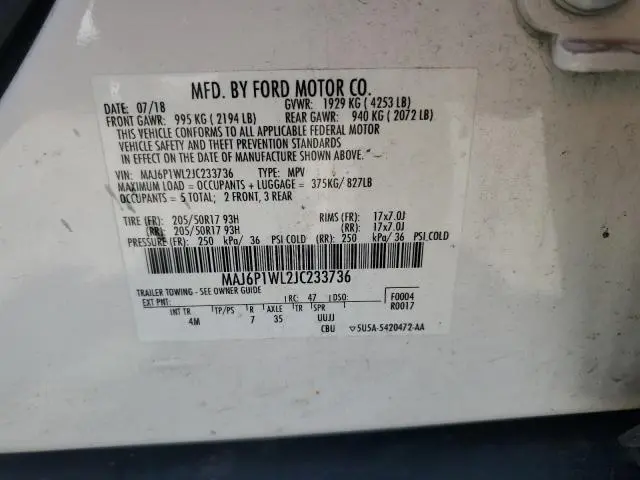 MFD. BY FORD MOTOR CO.
DATE: 07/18 GVWR: 1929 KG ( 4253 LB)
FRONT GAWR: 995 KG ( 2194 LB) REAR GAWR: 940 KG ( 2072 LB)
THIS VEHICLE CONFORMS TO ALL APPLICABLE FEDERAL MOTOR
VEHICLE SAFETY AND THEFT PREVENTION STANDARDS
IN EFFECT ON THE DATE OF MANUFACTURE SHOWN ABOVE.
VIN: MAJ6P1WL2JC233736 TYPE: MPV
MAXIMUM LOAD = OCCUPANTS + LUGGAGE = 375KG/ 827LB
OCCUPANTS = 5 TOTAL; 2 FRONT, 3 REAR
TIRE (FR): 205/50R17 93H RIMS (FR): 17x7.0J
(RR): 205/50R17 93H (RR): 17x7.0J
PRESSURE (FR): 250 kPa/ 36 PSI COLD (RR): 250 kPa/ 36 PSI COLD
MAJ6P1WL2JC233736
TRAILER TOWING - SEE OWNER GUIDE
EXT PNT: RC: 47 DSO: F0004
R0017
INT TR TP/PS R AXLE TR SPR
4M 7 35 UUJJ
CBU 5U5A-5420472-AA